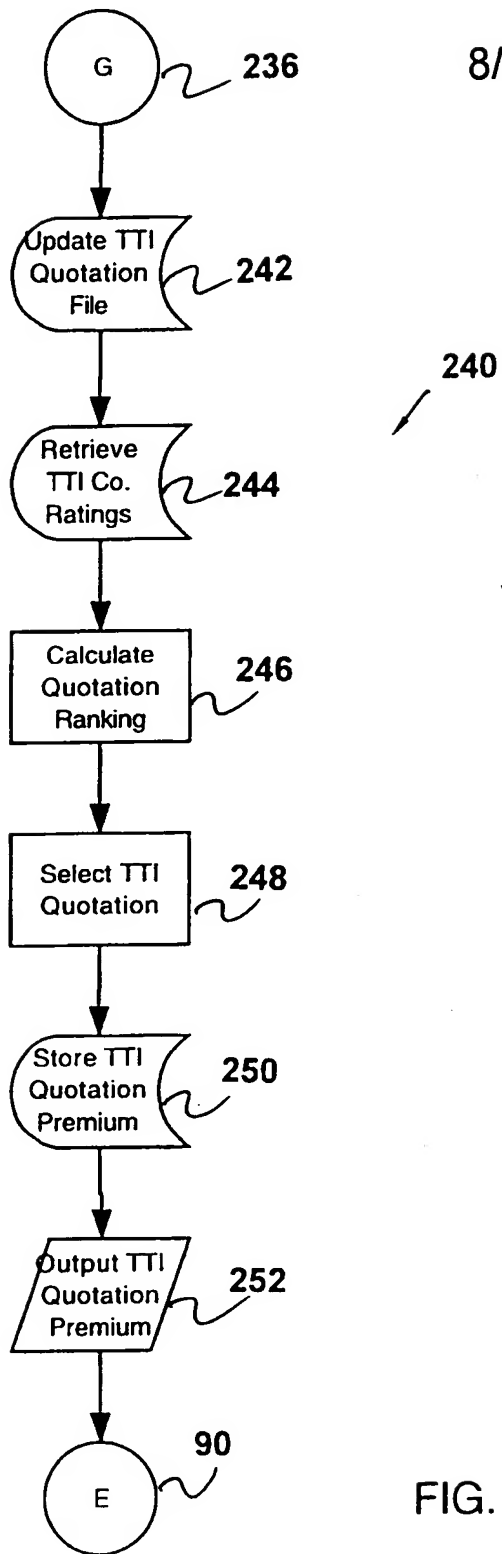 G
236
8/
Update TTI
Quotation
File
242
240
Retrieve
TTI Co.
Ratings
244
Calculate
Quotation
Ranking
246
Select TTI
Quotation
248
Store TTI
Quotation
Premium
250
Output TTI
Quotation
Premium
252
E
90
FIG.